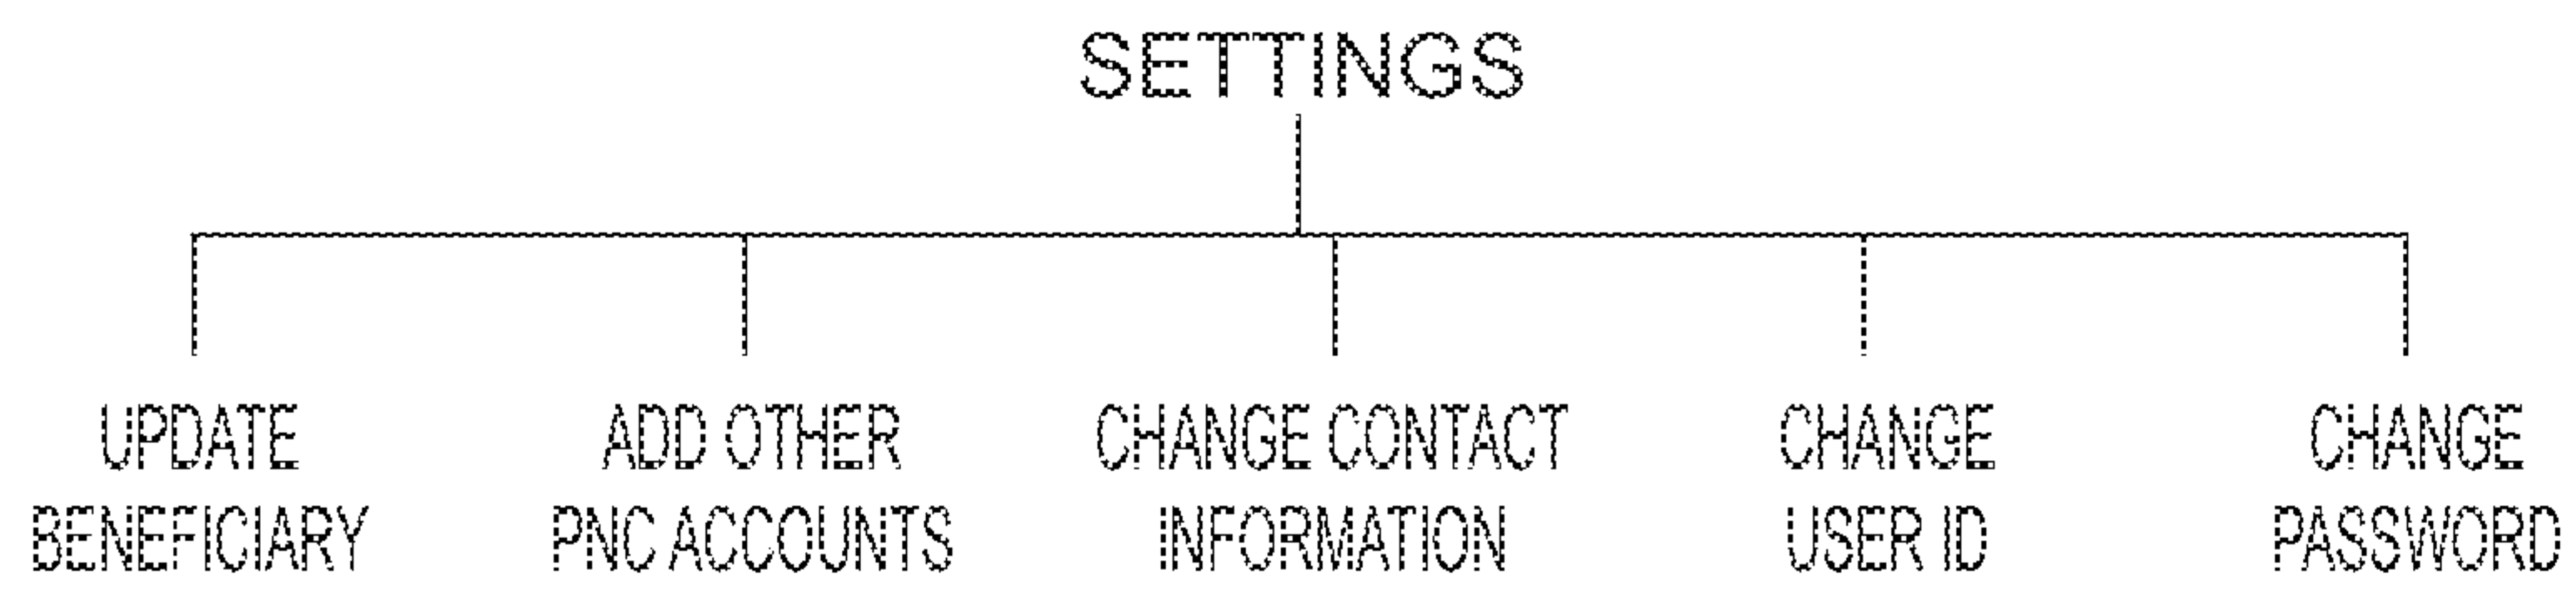 SETTINGS
UPDATE
BENEFICIARY
ADD OTHER
PNC ACCOUNTS
CHANGE CONTACT
INFORMATION
CHANGE
USER ID
CHANGE
PASSWORD